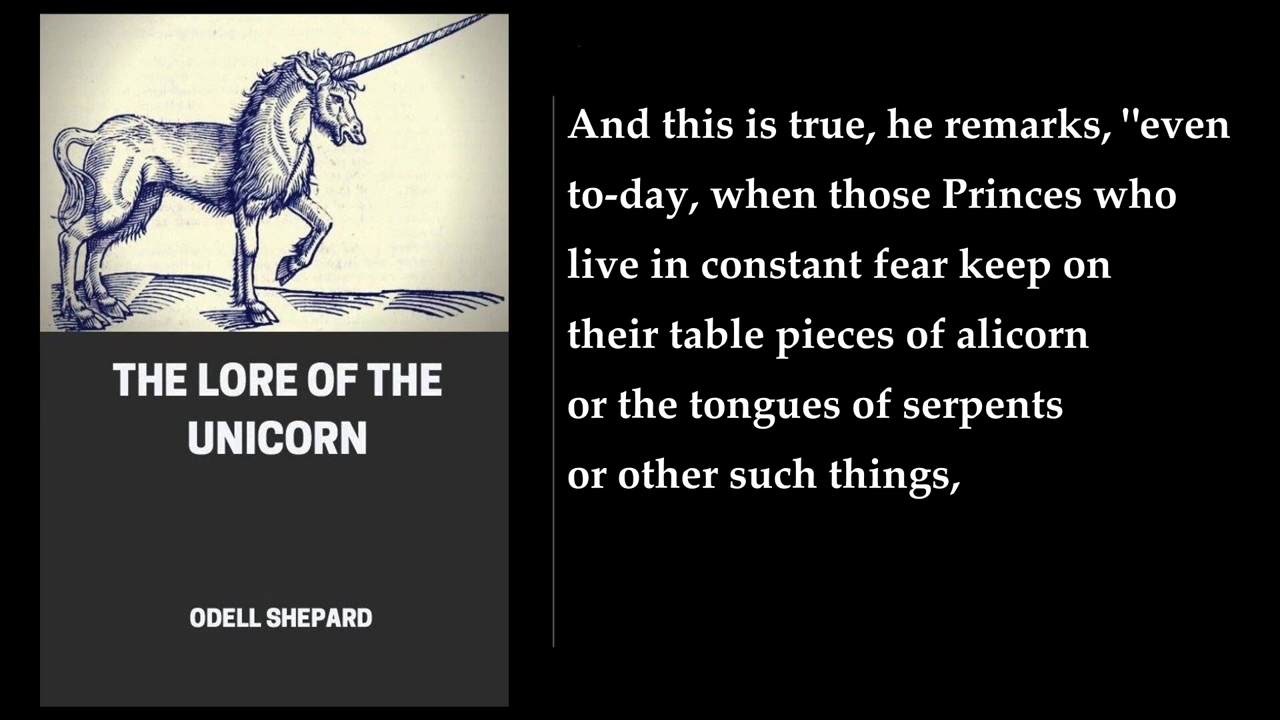 THE LORE OF THE
UNICORN
ODELL SHEPARD
And this is true, he remarks, "even
to-day, when those Princes who
live in constant fear keep on
their table pieces of alicorn
or the tongues of serpents
or other such things,